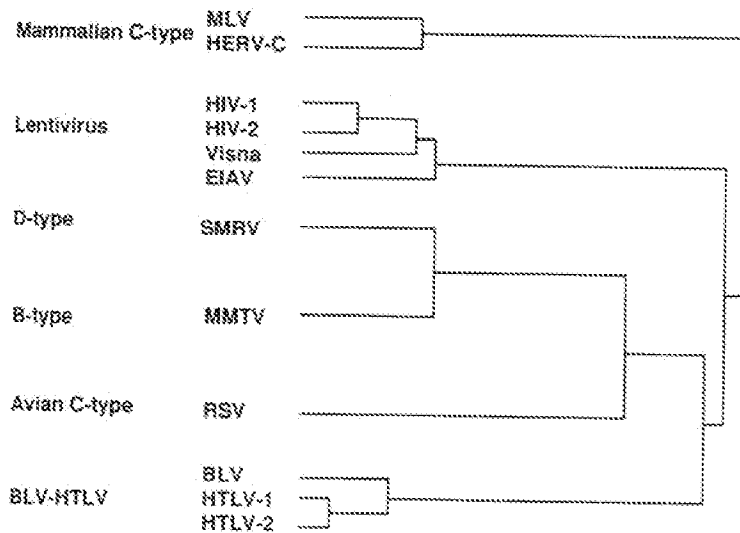 Mammalian C-type MLV
HERV-C
Lentivirus HIV-1
HIV-2
Visna
EIAV
D-type SMRV
B-type MMTV
Avian C-type RSV
BLV-HTLV BLV
HTLV-1
HTLV-2